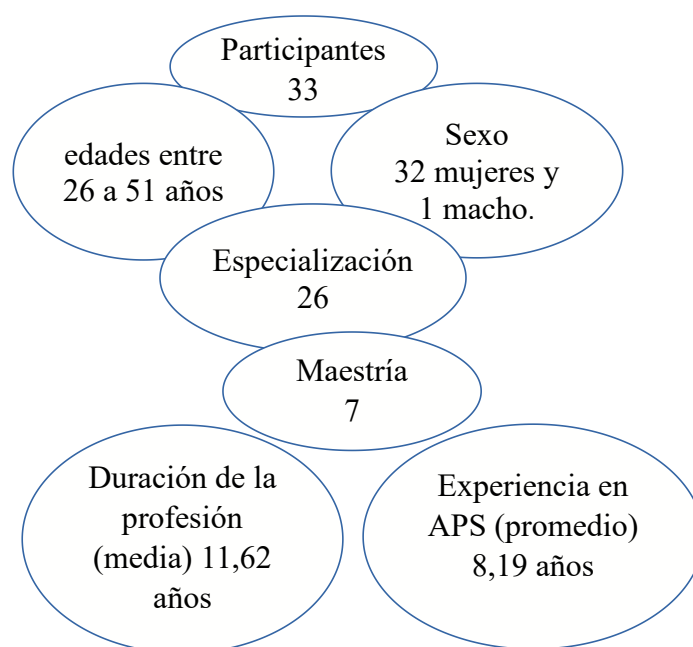 Participantes
33
edades entre
26 a 51 años
Sexo
32 mujeres y
1 macho.
Especialización
26
Maestría
7
Duración de la
profesión
(media) 11,62
años
Experiencia en
APS (promedio)
8,19 años